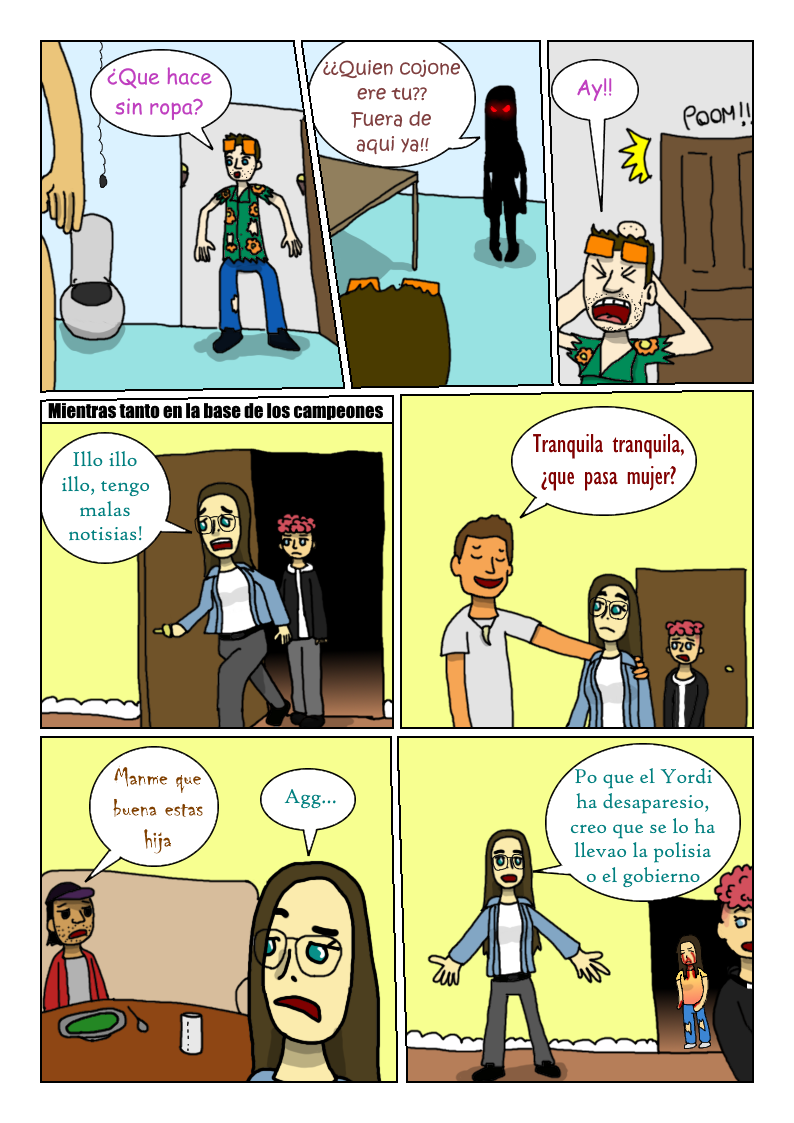 ¿Que hace
sin ropa?
¿¿Quien cojone
ere tu??
Fuera de
aqui ya!!
Ay!!
POOM!!
Mientras tanto en la base de los campeones
Illo illo
illo, tengo
malas
notisias!
Tranquila tranquila,
¿que pasa mujer?
Manme que
buena estas
hija
Agg...
Po que el Yordi
ha desaparesio,
creo que se lo ha
llevao la polisia
o el gobierno